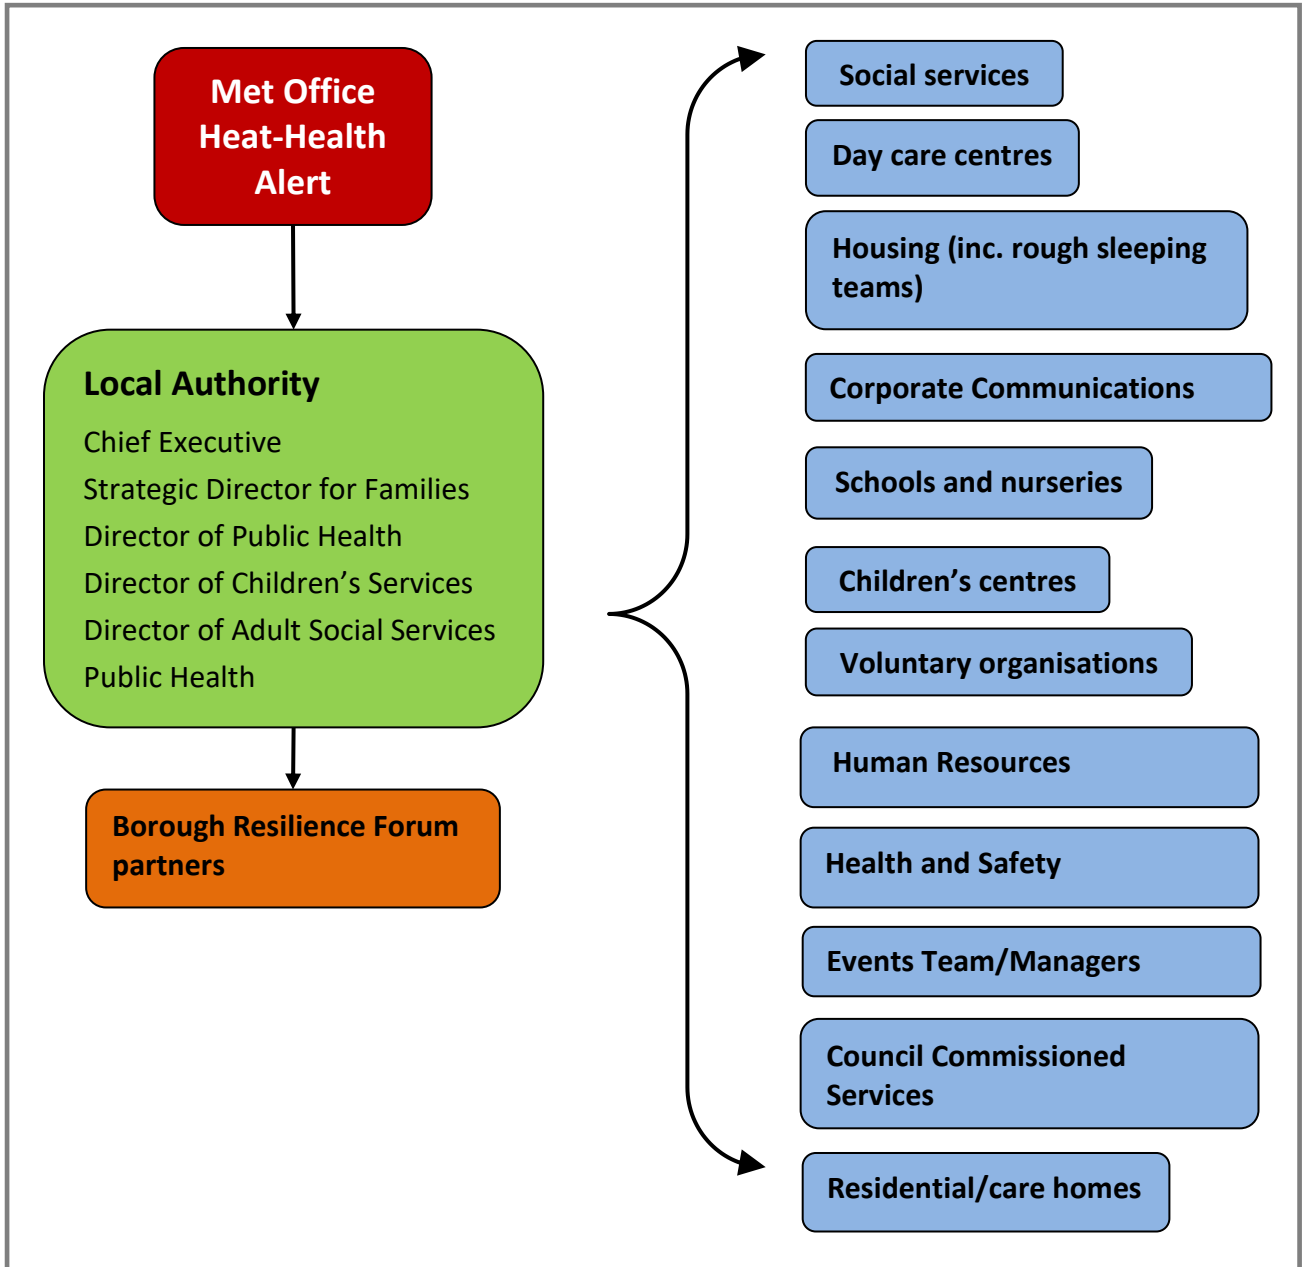 Met Office
Heat-Health
Alert
Local Authority
Chief Executive
Strategic Director for Families
Director of Public Health
Director of Children’s Services
Director of Adult Social Services
Public Health
Borough Resilience Forum
partners
Social services
Day care centres
Housing (inc. rough sleeping
teams)
Corporate Communications
Schools and nurseries
Children’s centres
Voluntary organisations
Human Resources
Health and Safety
Events Team/Managers
Council Commissioned
Services
Residential/care homes